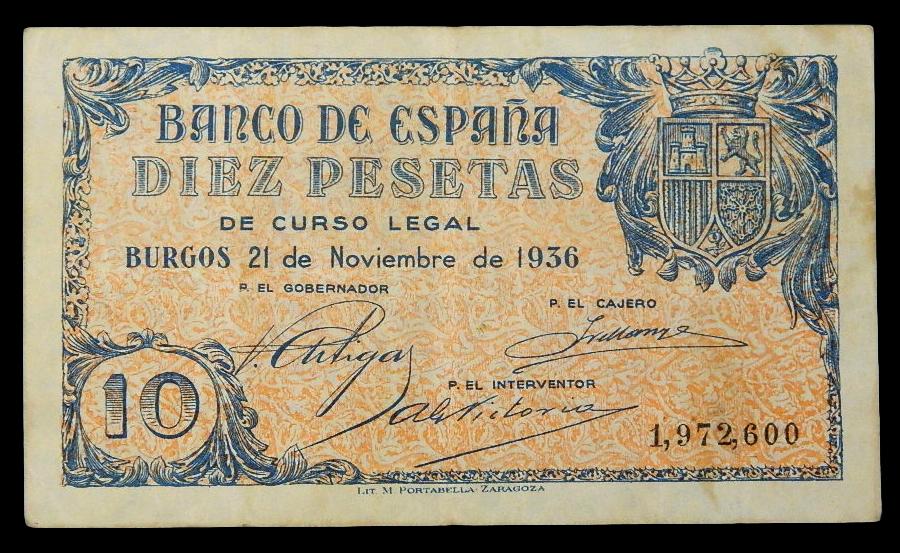 BANCO DE ESPAÑA
DIEZ PESETAS
DE CURSO LEGAL
BURGOS 21 de Noviembre de 1936
P. EL GOBERNADOR
P. EL CAJERO
P. EL INTERVENTOR
10
1,972,600
LIT. M. PORTABELLA ZARAGOZA